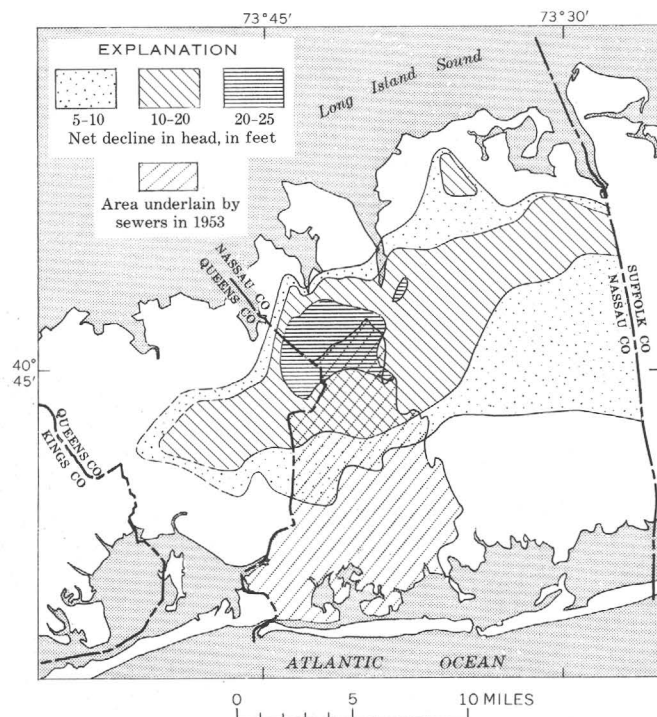 73°45'
73°30'
EXPLANATION
5-10
10-20
20-25
Net decline in head, in feet
Area underlain by
sewers in 1953
Long Island Sound
NASSAU CO
QUEENS CO
SUFFOLK CO
NASSAU CO
40°
45'
QUEENS CO
KINGS CO
ATLANTIC OCEAN
0 5 10 MILES